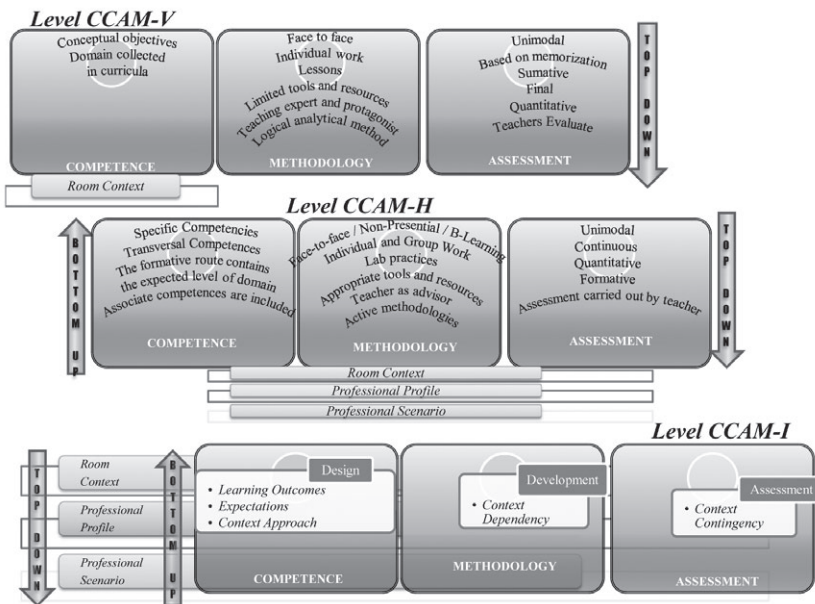 Level CCAM-V
Conceptual objectives
Domain collected
in curricula
COMPETENCE
Face to face
Individual work
Lessons
Limited tools and resources
Teaching expert and protagonist
Logical analytical method
METHODOLOGY
Unimodal
Based on memorization
Sumative
Final
Quantitative
Teachers Evaluate
ASSESSMENT
TOP DOWN
Room Context
Level CCAM-H
BOTTOM UP
Specific Competencies
Transversal Competences
The formative route contains
the expected level of domain
Associate competences are included
COMPETENCE
Face-to-face / Non-Presential / B-Learning
Individual and Group Work
Lab practices
Appropriate tools and resources
Teacher as advisor
Active methodologies
METHODOLOGY
Unimodal
Continuous
Quantitative
Formative
Assessment carried out by teacher
ASSESSMENT
TOP DOWN
Room Context
Professional Profile
Professional Scenario
Level CCAM-I
TOP DOWN
Room
Context
Professional
Profile
Professional
Scenario
BOTTOM UP
Design
• Learning Outcomes
• Expectations
• Context Approach
COMPETENCE
Development
• Context
Dependency
METHODOLOGY
Assessment
• Context
Contingency
ASSESSMENT